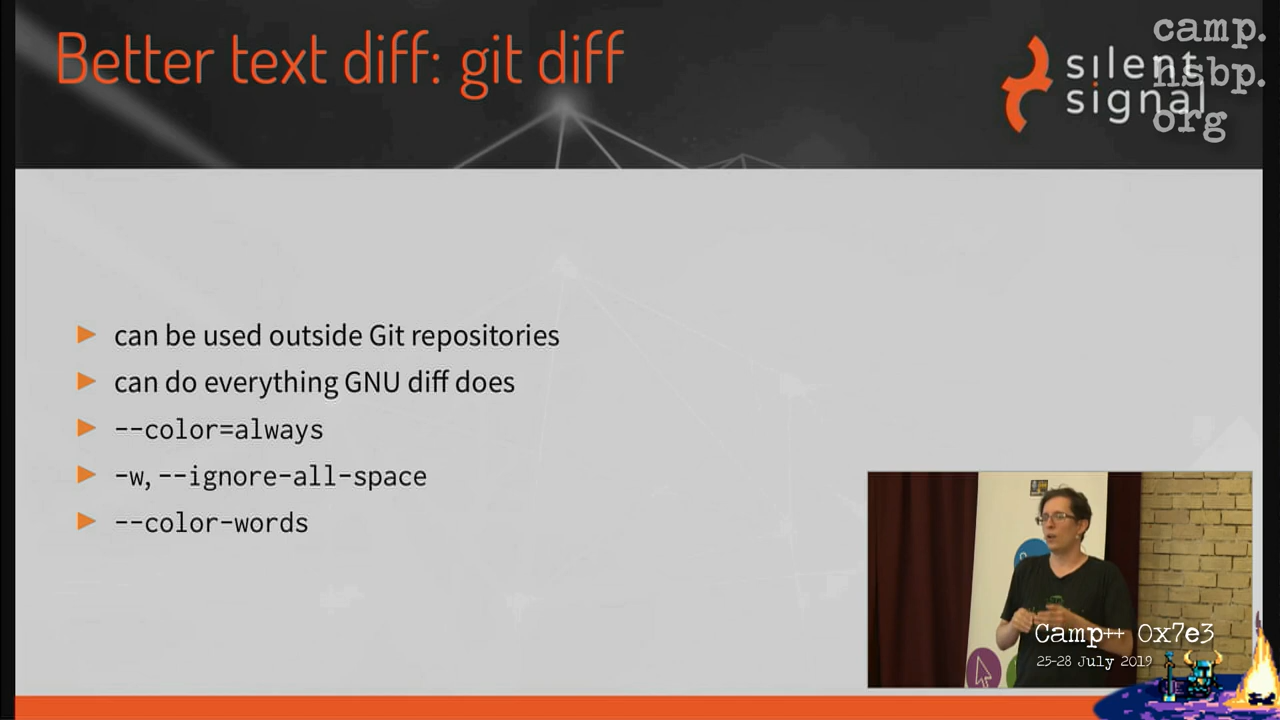 Better text diff: git diff
silent
signal
camp.
hsbp.
org
can be used outside Git repositories
can do everything GNU diff does
--color=always
-w, --ignore-all-space
--color-words
Camp++ 0x7e3
25-28 July 2019